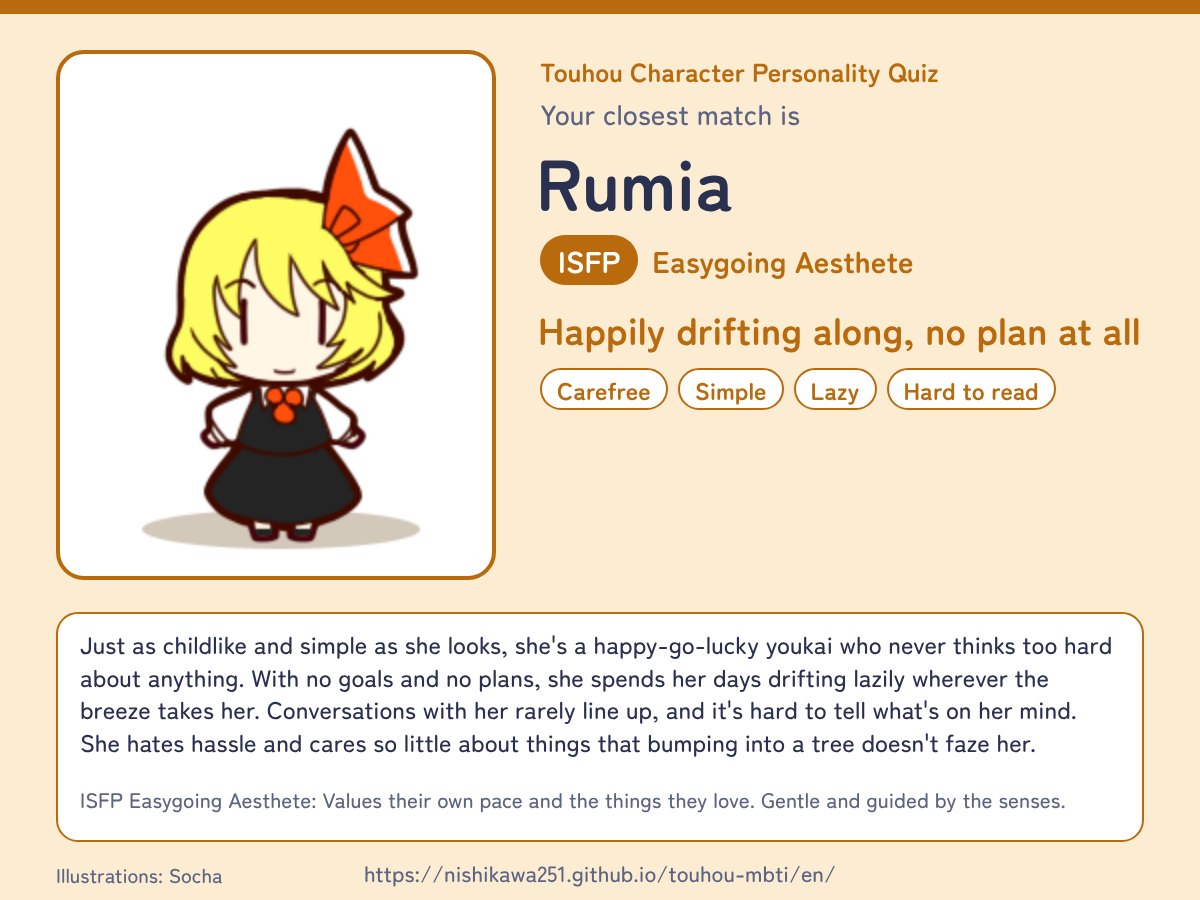 Touhou Character Personality Quiz
Your closest match is
Rumia
ISFP Easygoing Aesthete
Happily drifting along, no plan at all
Carefree Simple Lazy Hard to read
Just as childlike and simple as she looks, she's a happy-go-lucky youkai who never thinks too hard
about anything. With no goals and no plans, she spends her days drifting lazily wherever the
breeze takes her. Conversations with her rarely line up, and it's hard to tell what's on her mind.
She hates hassle and cares so little about things that bumping into a tree doesn't faze her.
ISFP Easygoing Aesthete: Values their own pace and the things they love. Gentle and guided by the senses.
Illustrations: Socha https://nishikawa251.github.io/touhou-mbti/en/